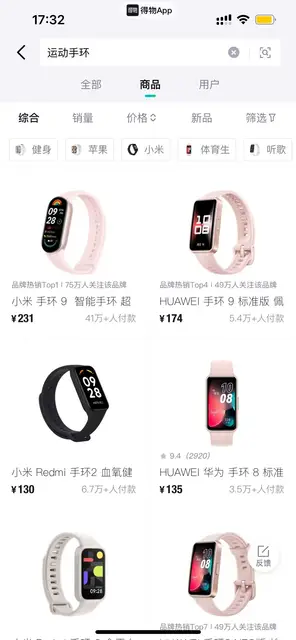 17:32
得物 得物App
运动手环
全部 商品 用户
综合 销量 价格 新品 筛选
健身 苹果 小米 体育生 听歌
品牌热销Top1 | 75万人关注该品牌
小米 手环 9 智能手环 超
¥231 41万+人付款
品牌热销Top4 | 49万人关注该品牌
HUAWEI 手环 9 标准版 佩
¥174 5.4万+人付款
小米 Redmi 手环2 血氧健
¥130 6.7万+人付款
9.4 (2920)
HUAWEI 华为 手环 8 标准
¥135 3.5万+人付款
反馈
品牌热销Top7 | 49万人关注该品牌